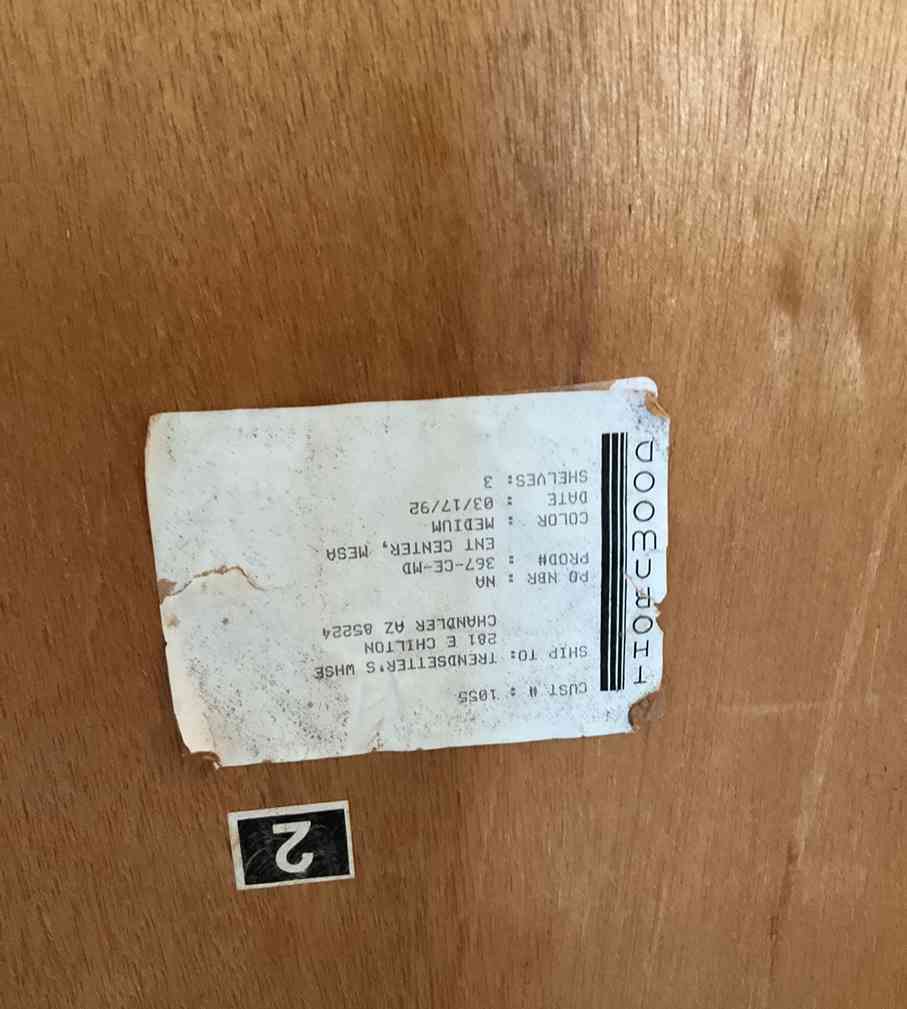 THORNWOOD
CUST # : 1055
SHIP TO: TRENDSETTER'S WHSE
281 E CHILTON
CHANDLER AZ 85224
PO NBR : NA
PROD# : 367-CE-MD
ENT CENTER, MESA
COLOR : MEDIUM
DATE : 03/17/92
SHELVES: 3
2